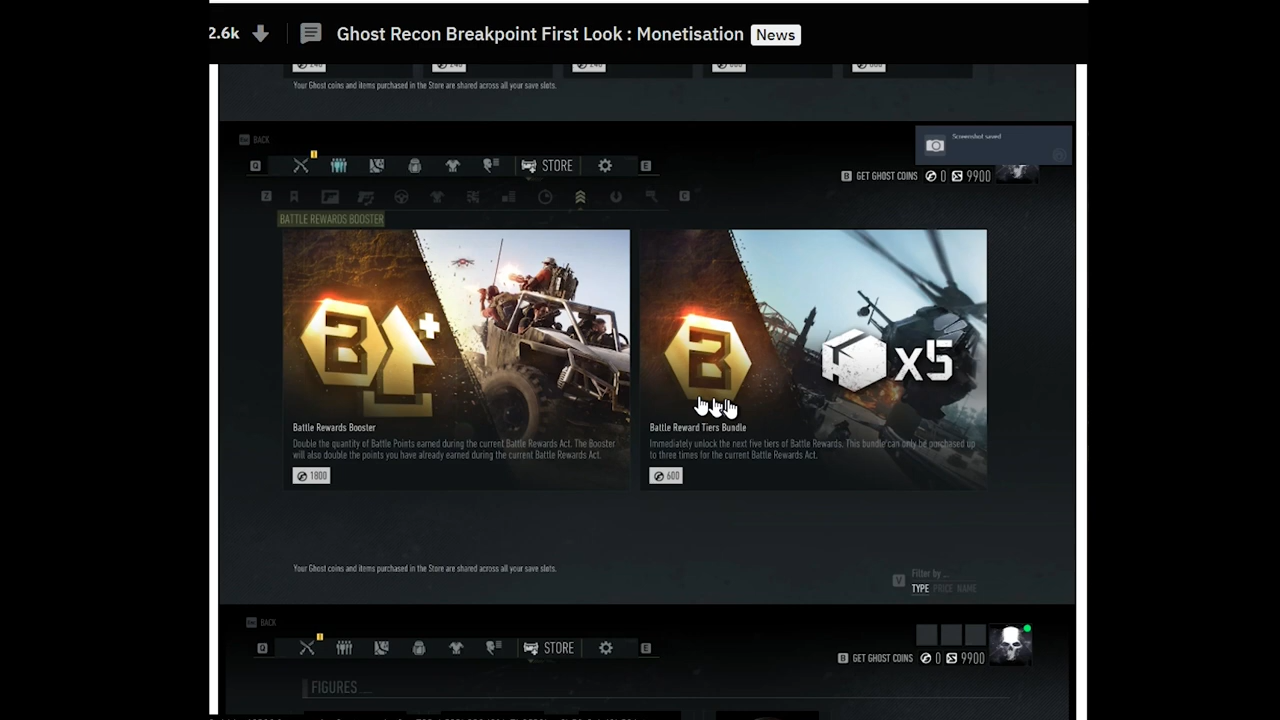 2.6k Ghost Recon Breakpoint First Look : Monetisation News
Your Ghost coins and items purchased in the Store are shared across all your save slots.
BACK
Screenshot saved
Q STORE E
B GET GHOST COINS 0 9900
Z C
BATTLE REWARDS BOOSTER
x5
Battle Rewards Booster
Double the quantity of Battle Points earned during the current Battle Rewards Act. The Booster
will also double the points you have already earned during the current Battle Rewards Act.
1800
Battle Reward Tiers Bundle
Immediately unlock the next five tiers of Battle Rewards. This bundle can only be purchased up
to three times for the current Battle Rewards Act.
600
Your Ghost coins and items purchased in the Store are shared across all your save slots.
V Filter by ...
TYPE PRICE NAME
BACK
Q STORE E
B GET GHOST COINS 0 9900
FIGURES